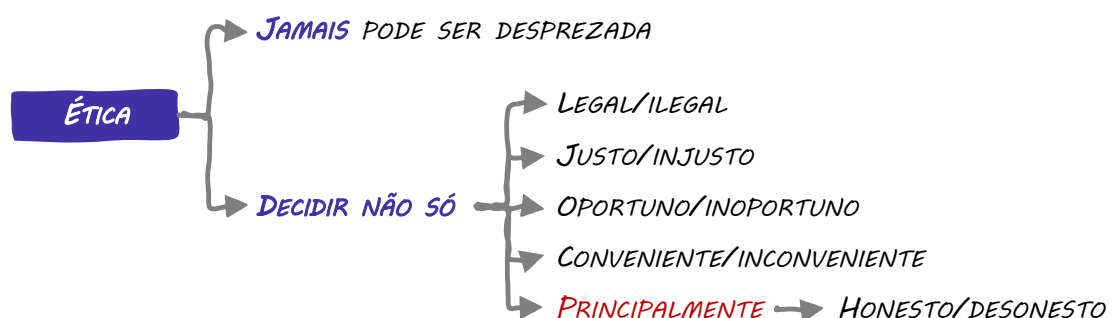 Jamais pode ser desprezada
Ética
Legal/ilegal
Justo/injusto
Decidir não só
Oportuno/inoportuno
Conveniente/inconveniente
Principalmente
Honesto/desonesto